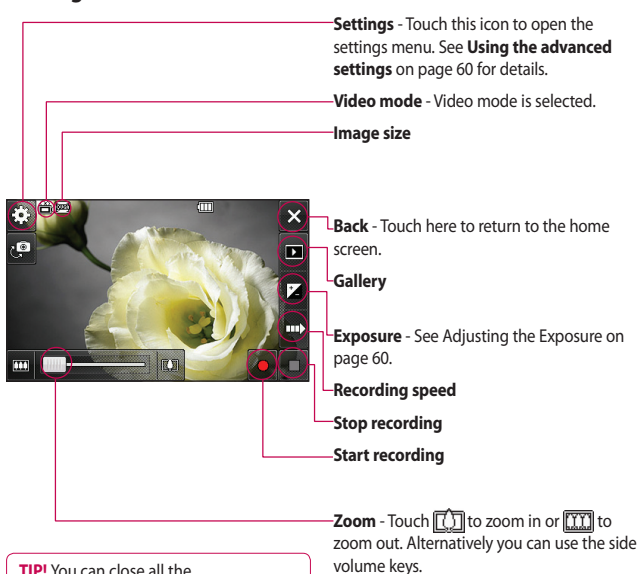 Settings - Touch this icon to open the
settings menu. See Using the advanced
settings on page 60 for details.
Video mode - Video mode is selected.
Image size
Back - Touch here to return to the home
screen.
Gallery
Exposure - See Adjusting the Exposure on
page 60.
Recording speed
Stop recording
Start recording
Zoom - Touch to zoom in or to
zoom out. Alternatively you can use the side
volume keys.
TIP! You can close all the